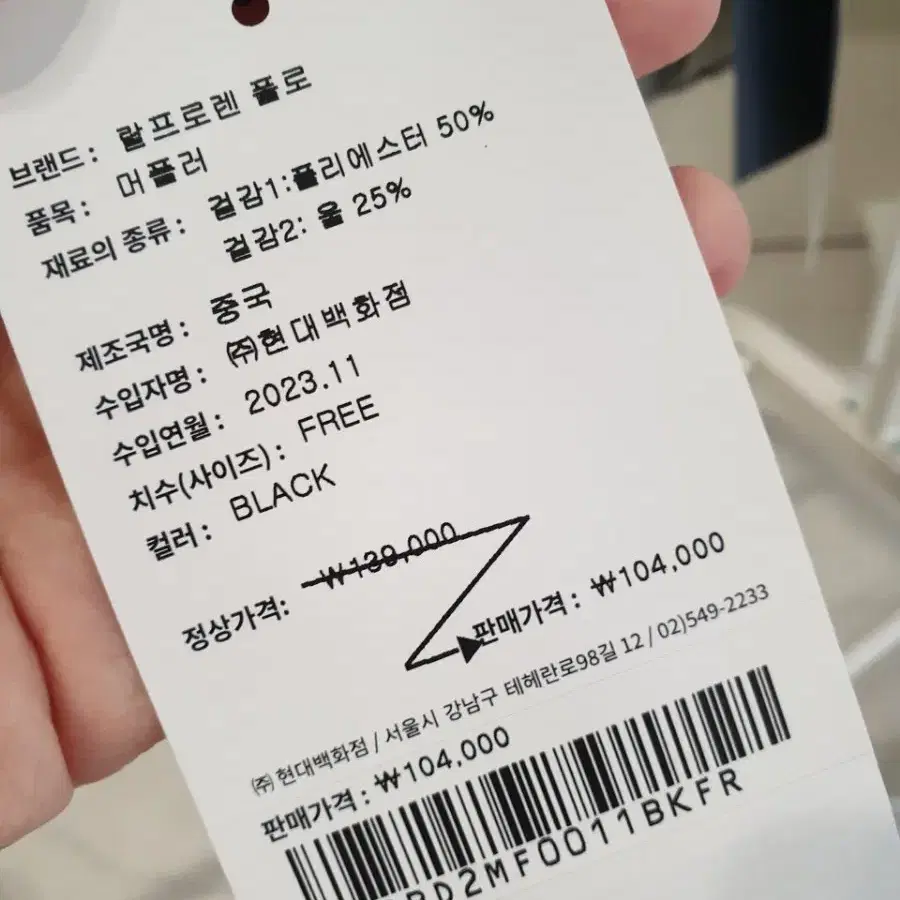 브랜드: 랄프로렌 폴로
품목: 머플러
재료의 종류: 겉감1:폴리에스터 50%
겉감2: 울 25%
제조국명: 중국
수입자명: ㈜현대백화점
수입연월: 2023.11
치수(사이즈): FREE
컬러: BLACK
정상가격: ₩139,000
판매가격: ₩104,000
㈜현대백화점 / 서울시 강남구 테헤란로98길 12 / 02)549-2233
판매가격: ₩104,000